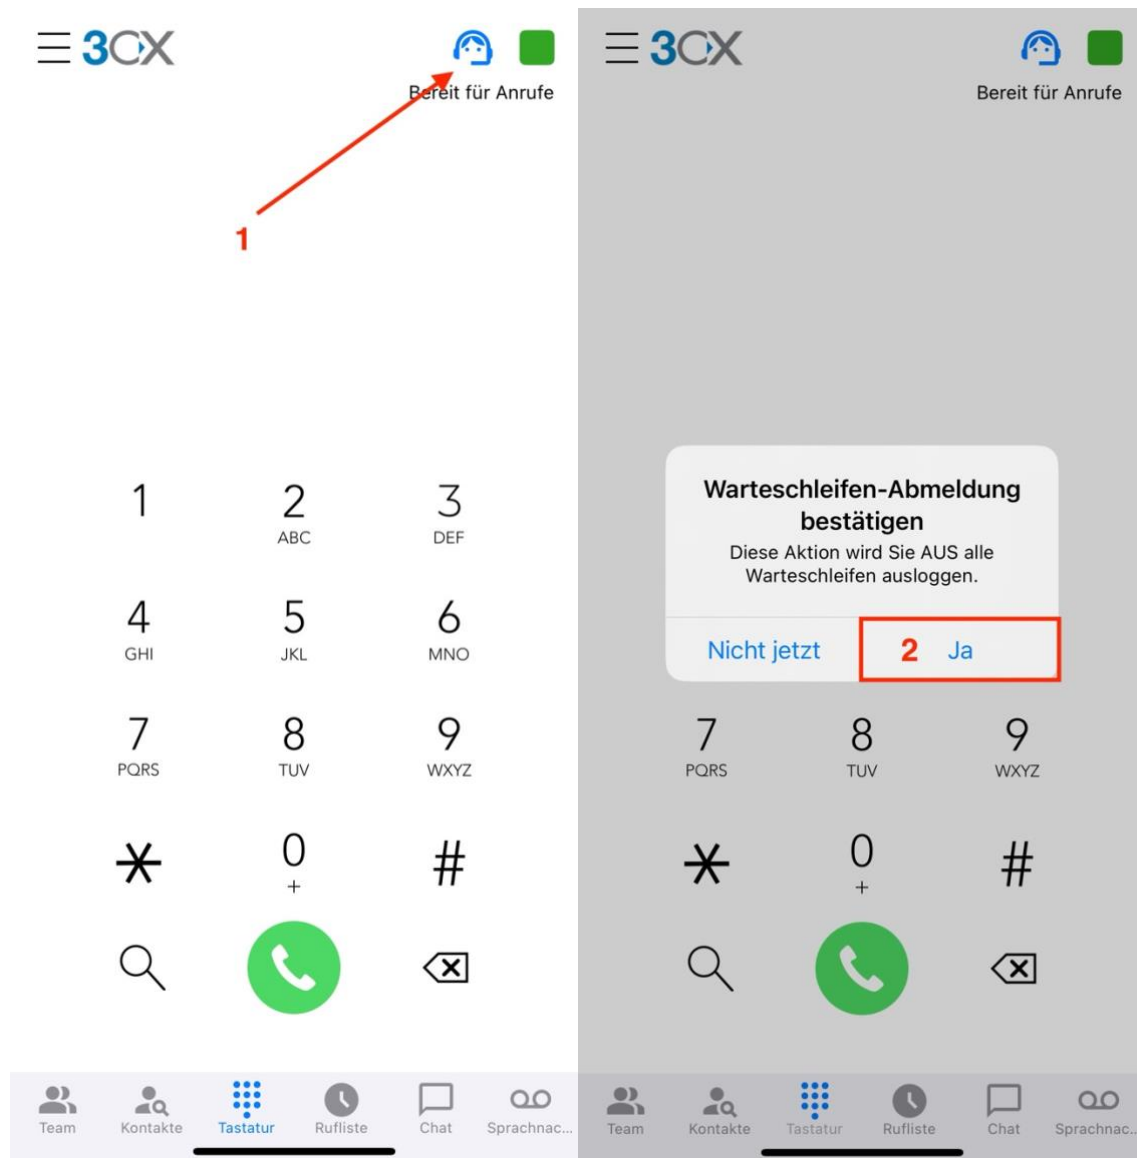 3CX
Bereit für Anrufe
1
1
2
ABC
3
DEF
4
GHI
5
JKL
6
MNO
7
PQRS
8
TUV
9
WXYZ
*
0
+
#
Team
Kontakte
Tastatur
Rufliste
Chat
Sprachnac...
3CX
Bereit für Anrufe
Warteschleifen-Abmeldung
bestätigen
Diese Aktion wird Sie AUS alle
Warteschleifen ausloggen.
Nicht jetzt
2 Ja
7
PQRS
8
TUV
9
WXYZ
*
0
+
#
Team
Kontakte
Tastatur
Rufliste
Chat
Sprachnac...